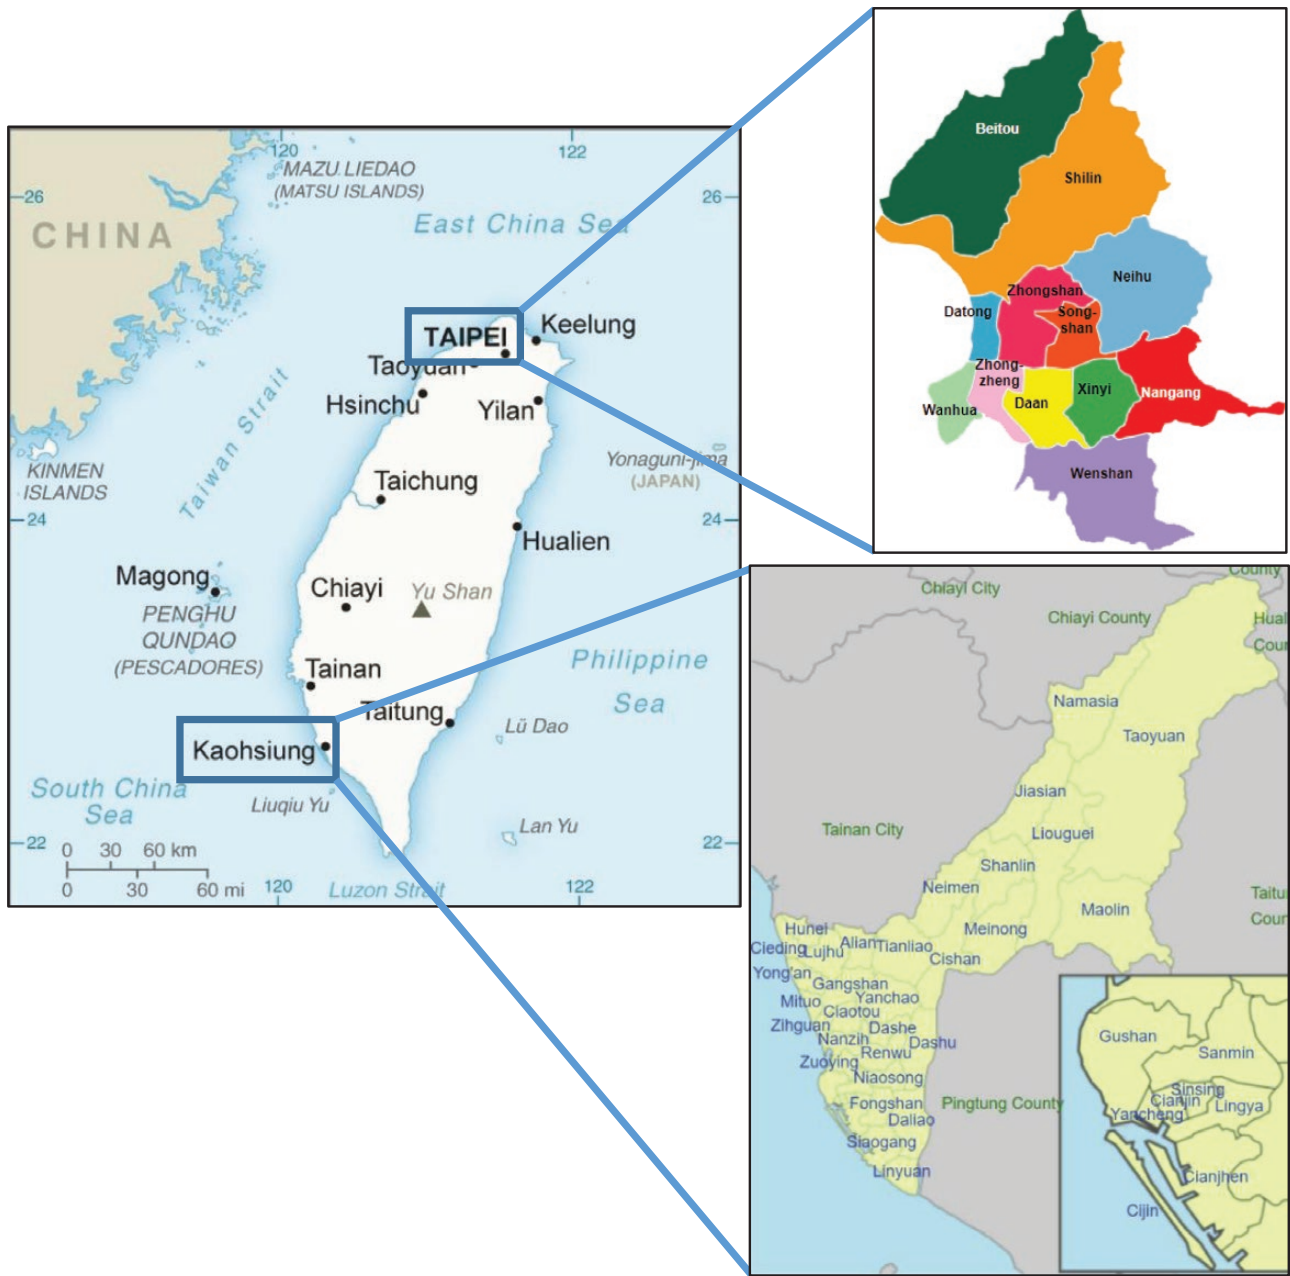 120
122
MAZU LIEDAO
(MATSU ISLANDS)
26
26
East China Sea
CHINA
TAIPEI
Keelung
Taoyuan
Hsinchu
Yilan
Taiwan Strait
KINMEN
ISLANDS
Yonaguni-jima
(JAPAN)
Taichung
24
24
Hualien
Magong
Chiayi
Yu Shan
PENGHU
QUNDAO
(PESCADORES)
Philippine
Sea
Tainan
Taitung
Lü Dao
Kaohsiung
South China
Sea
Liuqiu Yu
Lan Yu
22
22
0 30 60 km
0 30 60 mi
120
Luzon Strait
122
Beitou
Shilin
Neihu
Zhongshan
Datong
Song-
shan
Zhong-
zheng
Xinyi
Nangang
Daan
Wanhua
Wenshan
County
Chiayi City
Chiayi County
Hual
Coun
Namasia
Taoyuan
Jiasian
Tainan City
Liouguei
Shanlin
Neimen
Taitu
Coun
Maolin
Hunei
Meinong
Cieding
Lujhu
Alian
Tianliao
Cishan
Yong'an
Gangshan
Mituo
Yanchao
Ciaotou
Zihguan
Dashe
Nanzih
Dashu
Renwu
Zuoying
Niaosong
Fongshan
Pingtung County
Daliao
Siaogang
Linyuan
Gushan
Sanmin
Sinsing
Cianjin
Lingya
Yancheng
Cianjhen
Cijin